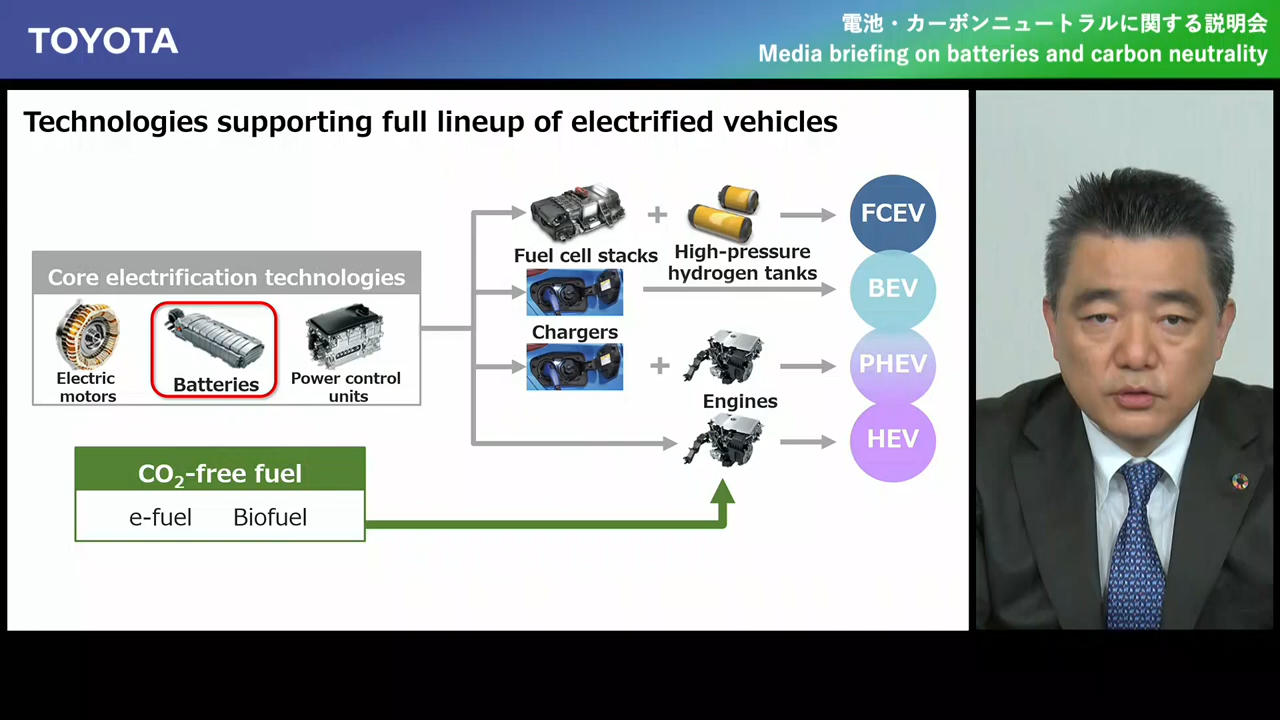 TOYOTA
電池・カーボンニュートラルに関する説明会
Media briefing on batteries and carbon neutrality
Technologies supporting full lineup of electrified vehicles
Core electrification technologies
Electric
motors
Batteries
Power control
units
Fuel cell stacks
+
High-pressure
hydrogen tanks
FCEV
Chargers
BEV
+
Engines
PHEV
HEV
CO₂-free fuel
e-fuel Biofuel